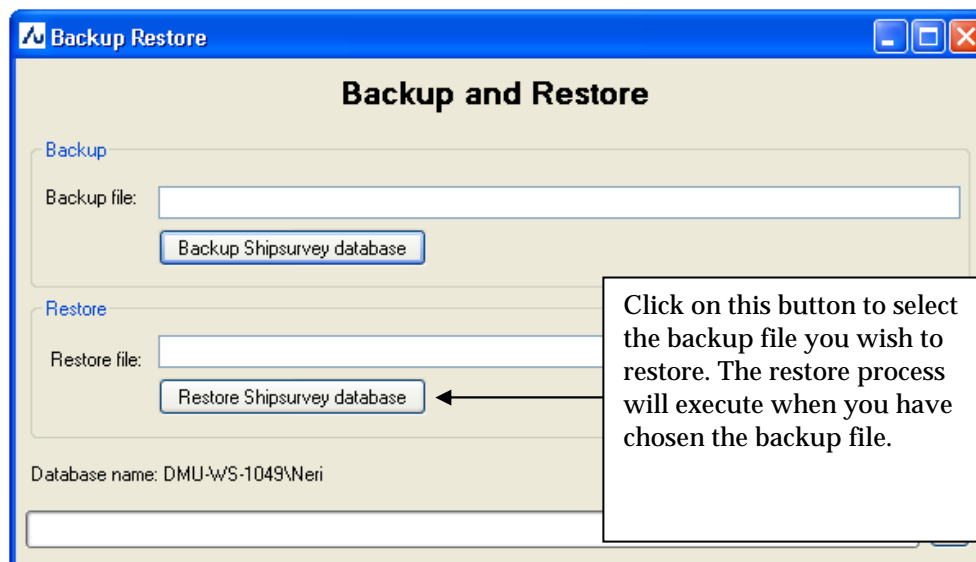 Backup Restore
Backup and Restore
Backup
Backup file:
Backup Shipsurvey database
Restore
Restore file:
Restore Shipsurvey database
Click on this button to select
the backup file you wish to
restore. The restore process
will execute when you have
chosen the backup file.
Database name: DMU-WS-1049\Neri